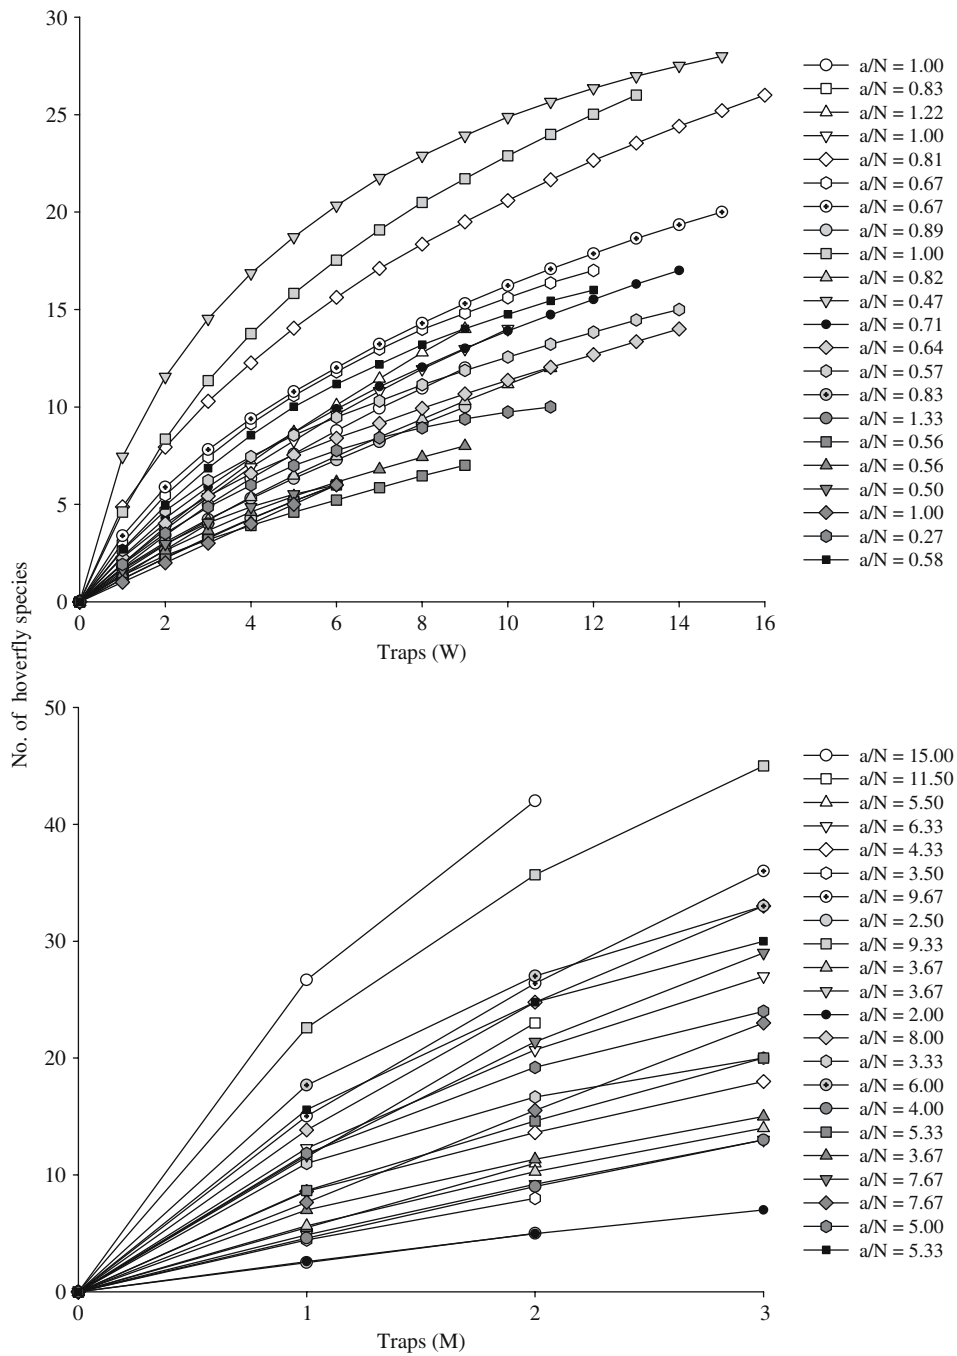 No. of hoverfly species
30
25
20
15
10
5
0
0 2 4 6 8 10 12 14 16
Traps (W)
a/N = 1.00
a/N = 0.83
a/N = 1.22
a/N = 1.00
a/N = 0.81
a/N = 0.67
a/N = 0.67
a/N = 0.89
a/N = 1.00
a/N = 0.82
a/N = 0.47
a/N = 0.71
a/N = 0.64
a/N = 0.57
a/N = 0.83
a/N = 1.33
a/N = 0.56
a/N = 0.56
a/N = 0.50
a/N = 1.00
a/N = 0.27
a/N = 0.58
50
40
30
20
10
0
0 1 2 3
Traps (M)
a/N = 15.00
a/N = 11.50
a/N = 5.50
a/N = 6.33
a/N = 4.33
a/N = 3.50
a/N = 9.67
a/N = 2.50
a/N = 9.33
a/N = 3.67
a/N = 3.67
a/N = 2.00
a/N = 8.00
a/N = 3.33
a/N = 6.00
a/N = 4.00
a/N = 5.33
a/N = 3.67
a/N = 7.67
a/N = 7.67
a/N = 5.00
a/N = 5.33